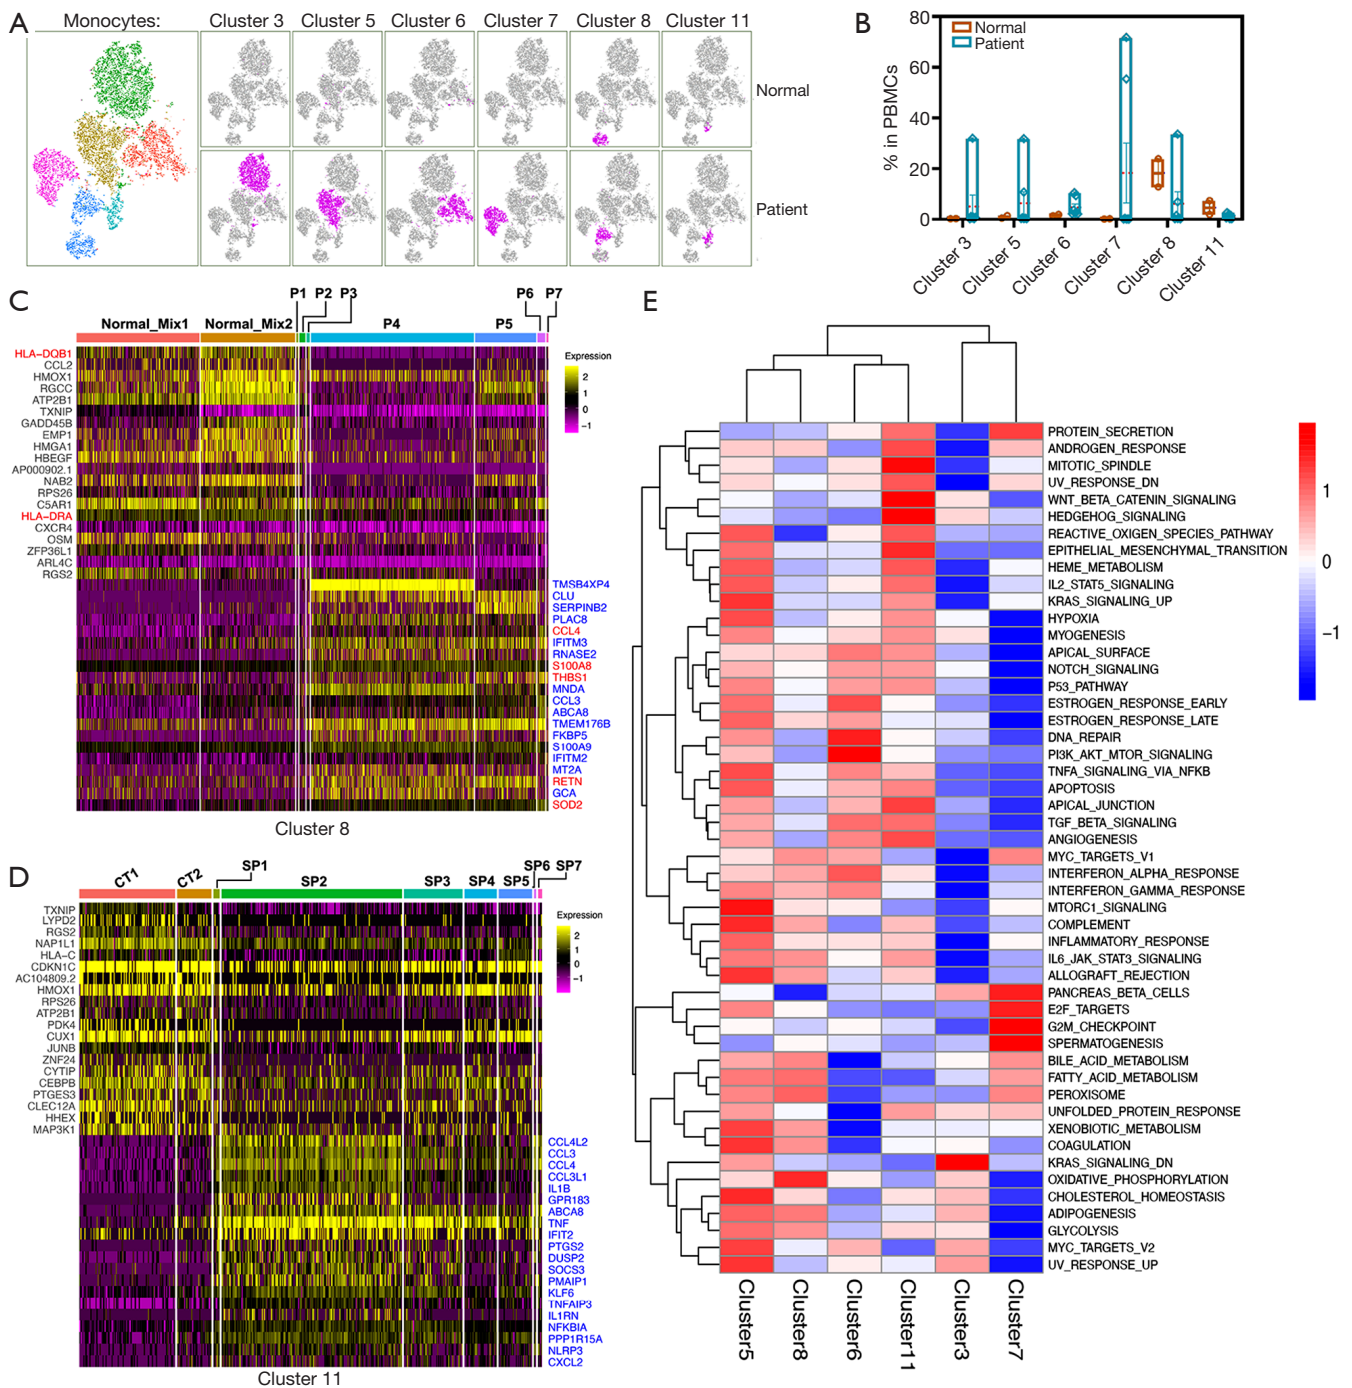 A
Monocytes:
Cluster 3
Cluster 5
Cluster 6
Cluster 7
Cluster 8
Cluster 11
Normal
Patient
B
80
60
40
20
0
% in PBMCs
Normal
Patient
Cluster 3
Cluster 5
Cluster 6
Cluster 7
Cluster 8
Cluster 11
C
P1
P2
P3
P6
P7
Normal_Mix1
Normal_Mix2
P4
P5
HLA-DQB1
CCL2
HMOX1
RGCC
ATP2B1
TXNIP
GADD45B
EMP1
HMGA1
HBEGF
AP000902.1
NAB2
RPS26
C5AR1
HLA-DRA
CXCR4
OSM
ZFP36L1
ARL4C
RGS2
TMSB4XP4
CLU
SERPINB2
PLAC8
CCL4
IFITM3
RNASE2
S100A8
THBS1
MNDA
CCL3
ABCA8
TMEM176B
FKBP5
S100A9
IFITM2
MT2A
RETN
GCA
SOD2
Expression
2
1
0
−1
Cluster 8
D
CT1
CT2
SP1
SP2
SP3
SP4
SP5
SP6
SP7
TXNIP
LYPD2
RGS2
NAP1L1
HLA-C
CDKN1C
AC104809.2
HMOX1
RPS26
ATP2B1
PDK4
CUX1
JUNB
ZNF24
CYTIP
CEBPB
PTGES3
CLEC12A
HHEX
MAP3K1
CCL4L2
CCL3
CCL4
CCL3L1
IL1B
GPR183
ABCA8
TNF
IFIT2
PTGS2
DUSP2
SOCS3
PMAIP1
KLF6
TNFAIP3
IL1RN
NFKBIA
PPP1R15A
NLRP3
CXCL2
Expression
2
1
0
−1
Cluster 11
E
PROTEIN_SECRETION
ANDROGEN_RESPONSE
MITOTIC_SPINDLE
UV_RESPONSE_DN
WNT_BETA_CATENIN_SIGNALING
HEDGEHOG_SIGNALING
REACTIVE_OXIGEN_SPECIES_PATHWAY
EPITHELIAL_MESENCHYMAL_TRANSITION
HEME_METABOLISM
IL2_STAT5_SIGNALING
KRAS_SIGNALING_UP
HYPOXIA
MYOGENESIS
APICAL_SURFACE
NOTCH_SIGNALING
P53_PATHWAY
ESTROGEN_RESPONSE_EARLY
ESTROGEN_RESPONSE_LATE
DNA_REPAIR
PI3K_AKT_MTOR_SIGNALING
TNFA_SIGNALING_VIA_NFKB
APOPTOSIS
APICAL_JUNCTION
TGF_BETA_SIGNALING
ANGIOGENESIS
MYC_TARGETS_V1
INTERFERON_ALPHA_RESPONSE
INTERFERON_GAMMA_RESPONSE
MTORC1_SIGNALING
COMPLEMENT
INFLAMMATORY_RESPONSE
IL6_JAK_STAT3_SIGNALING
ALLOGRAFT_REJECTION
PANCREAS_BETA_CELLS
E2F_TARGETS
G2M_CHECKPOINT
SPERMATOGENESIS
BILE_ACID_METABOLISM
FATTY_ACID_METABOLISM
PEROXISOME
UNFOLDED_PROTEIN_RESPONSE
XENOBIOTIC_METABOLISM
COAGULATION
KRAS_SIGNALING_DN
OXIDATIVE_PHOSPHORYLATION
CHOLESTEROL_HOMEOSTASIS
ADIPOGENESIS
GLYCOLYSIS
MYC_TARGETS_V2
UV_RESPONSE_UP
1
0
−1
Cluster5
Cluster8
Cluster6
Cluster11
Cluster3
Cluster7